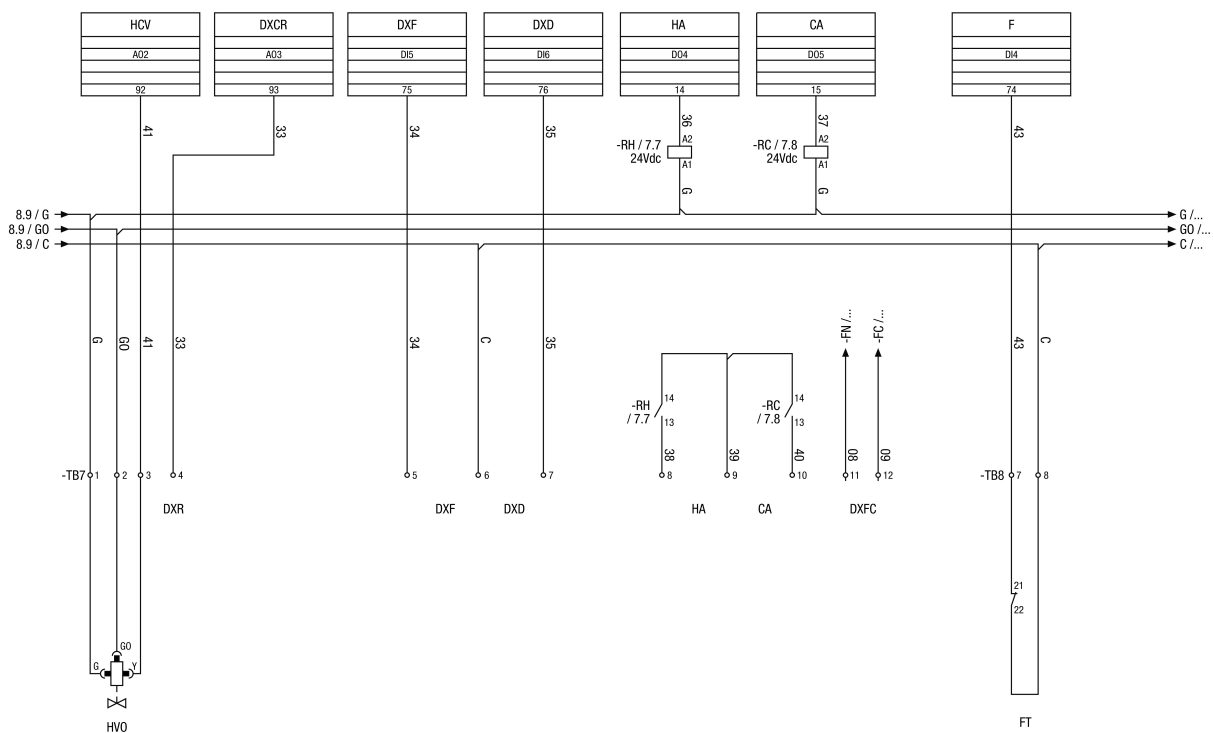 HCV DXCR DXF DXD HA CA F
AO2 AO3 DI5 DI6 DO4 DO5 DI4
92 93 75 76 14 15 74
41 33 34 35 36 37 43
-RH / 7.7 A2 -RC / 7.8 A2
24Vdc A1 24Vdc A1
G G
8.9 / G G /...
8.9 / GO GO /...
8.9 / C C /...
G GO 41 33 34 C 35 -FN /... -FC /... 43 C
-RH 14 -RC 14
/ 7.7 13 / 7.8 13
38 39 40 08 09
-TB7 1 2 3 4 5 6 7 8 9 10 11 12 -TB8 7 8
DXR DXF DXD HA CA DXFC
21
22
GO
G Y
HVO FT